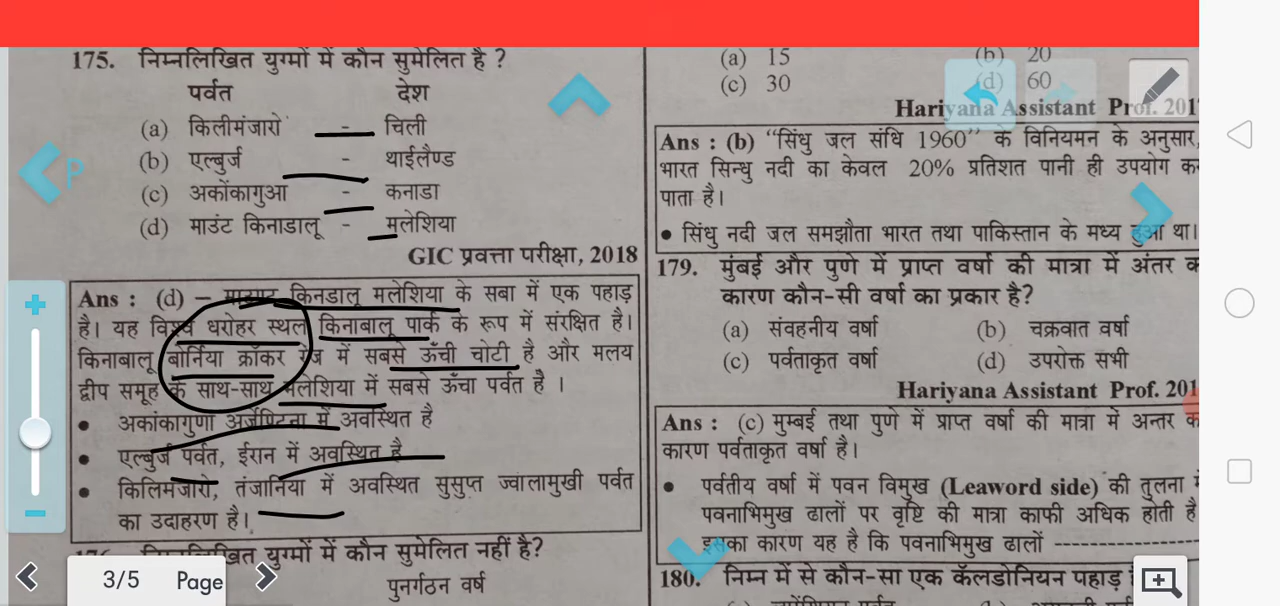 175. निम्नलिखित युग्मों में कौन सुमेलित है ?
पर्वत देश
(a) किलीमंजारो - चिली
(b) एल्बुर्ज - थाईलैण्ड
(c) अकोंकागुआ - कनाडा
(d) माउंट किनाडालू - मलेशिया
GIC प्रवक्ता परीक्षा, 2018
Ans : (d) – किनडालू मलेशिया के सबा में एक पहाड़
है। यह विश्व धरोहर स्थल किनाबालू पार्क के रूप में संरक्षित है।
किनाबालू बोर्निया क्रॉकर रेंज में सबसे ऊँची चोटी है और मलय
द्वीप समूह के साथ-साथ मलेशिया में सबसे ऊँचा पर्वत है ।
• अकांकागुणा अर्जेण्टिना में अवस्थित है
• एल्बुर्ज पर्वत, ईरान में अवस्थित है
• किलिमंजारो, तंजानिया में अवस्थित सुसुप्त ज्वालामुखी पर्वत
का उदाहरण है।
निम्नलिखित युग्मों में कौन सुमेलित नहीं है?
पुनर्गठन वर्ष
3/5 Page
(a) 15 (b) 20
(c) 30 (d) 60
Hariyana Assistant Prof. 201
Ans : (b) “सिंधु जल संधि 1960” के विनियमन के अनुसार,
भारत सिन्धु नदी का केवल 20% प्रतिशत पानी ही उपयोग
पाता है।
• सिंधु नदी जल समझौता भारत तथा पाकिस्तान के मध्य हुआ था।
179. मुंबई और पुणे में प्राप्त वर्षा की मात्रा में अंतर
कारण कौन-सी वर्षा का प्रकार है?
(a) संवहनीय वर्षा (b) चक्रवात वर्षा
(c) पर्वताकृत वर्षा (d) उपरोक्त सभी
Hariyana Assistant Prof. 201
Ans : (c) मुम्बई तथा पुणे में प्राप्त वर्षा की मात्रा में अन्तर
कारण पर्वताकृत वर्षा है।
• पर्वतीय वर्षा में पवन विमुख (Leaword side) की तुलना
पवनाभिमुख ढालों पर वृष्टि की मात्रा काफी अधिक होती है
इसका कारण यह है कि पवनाभिमुख ढालों
180. निम्न में से कौन-सा एक कॅलडोनियन पहाड़